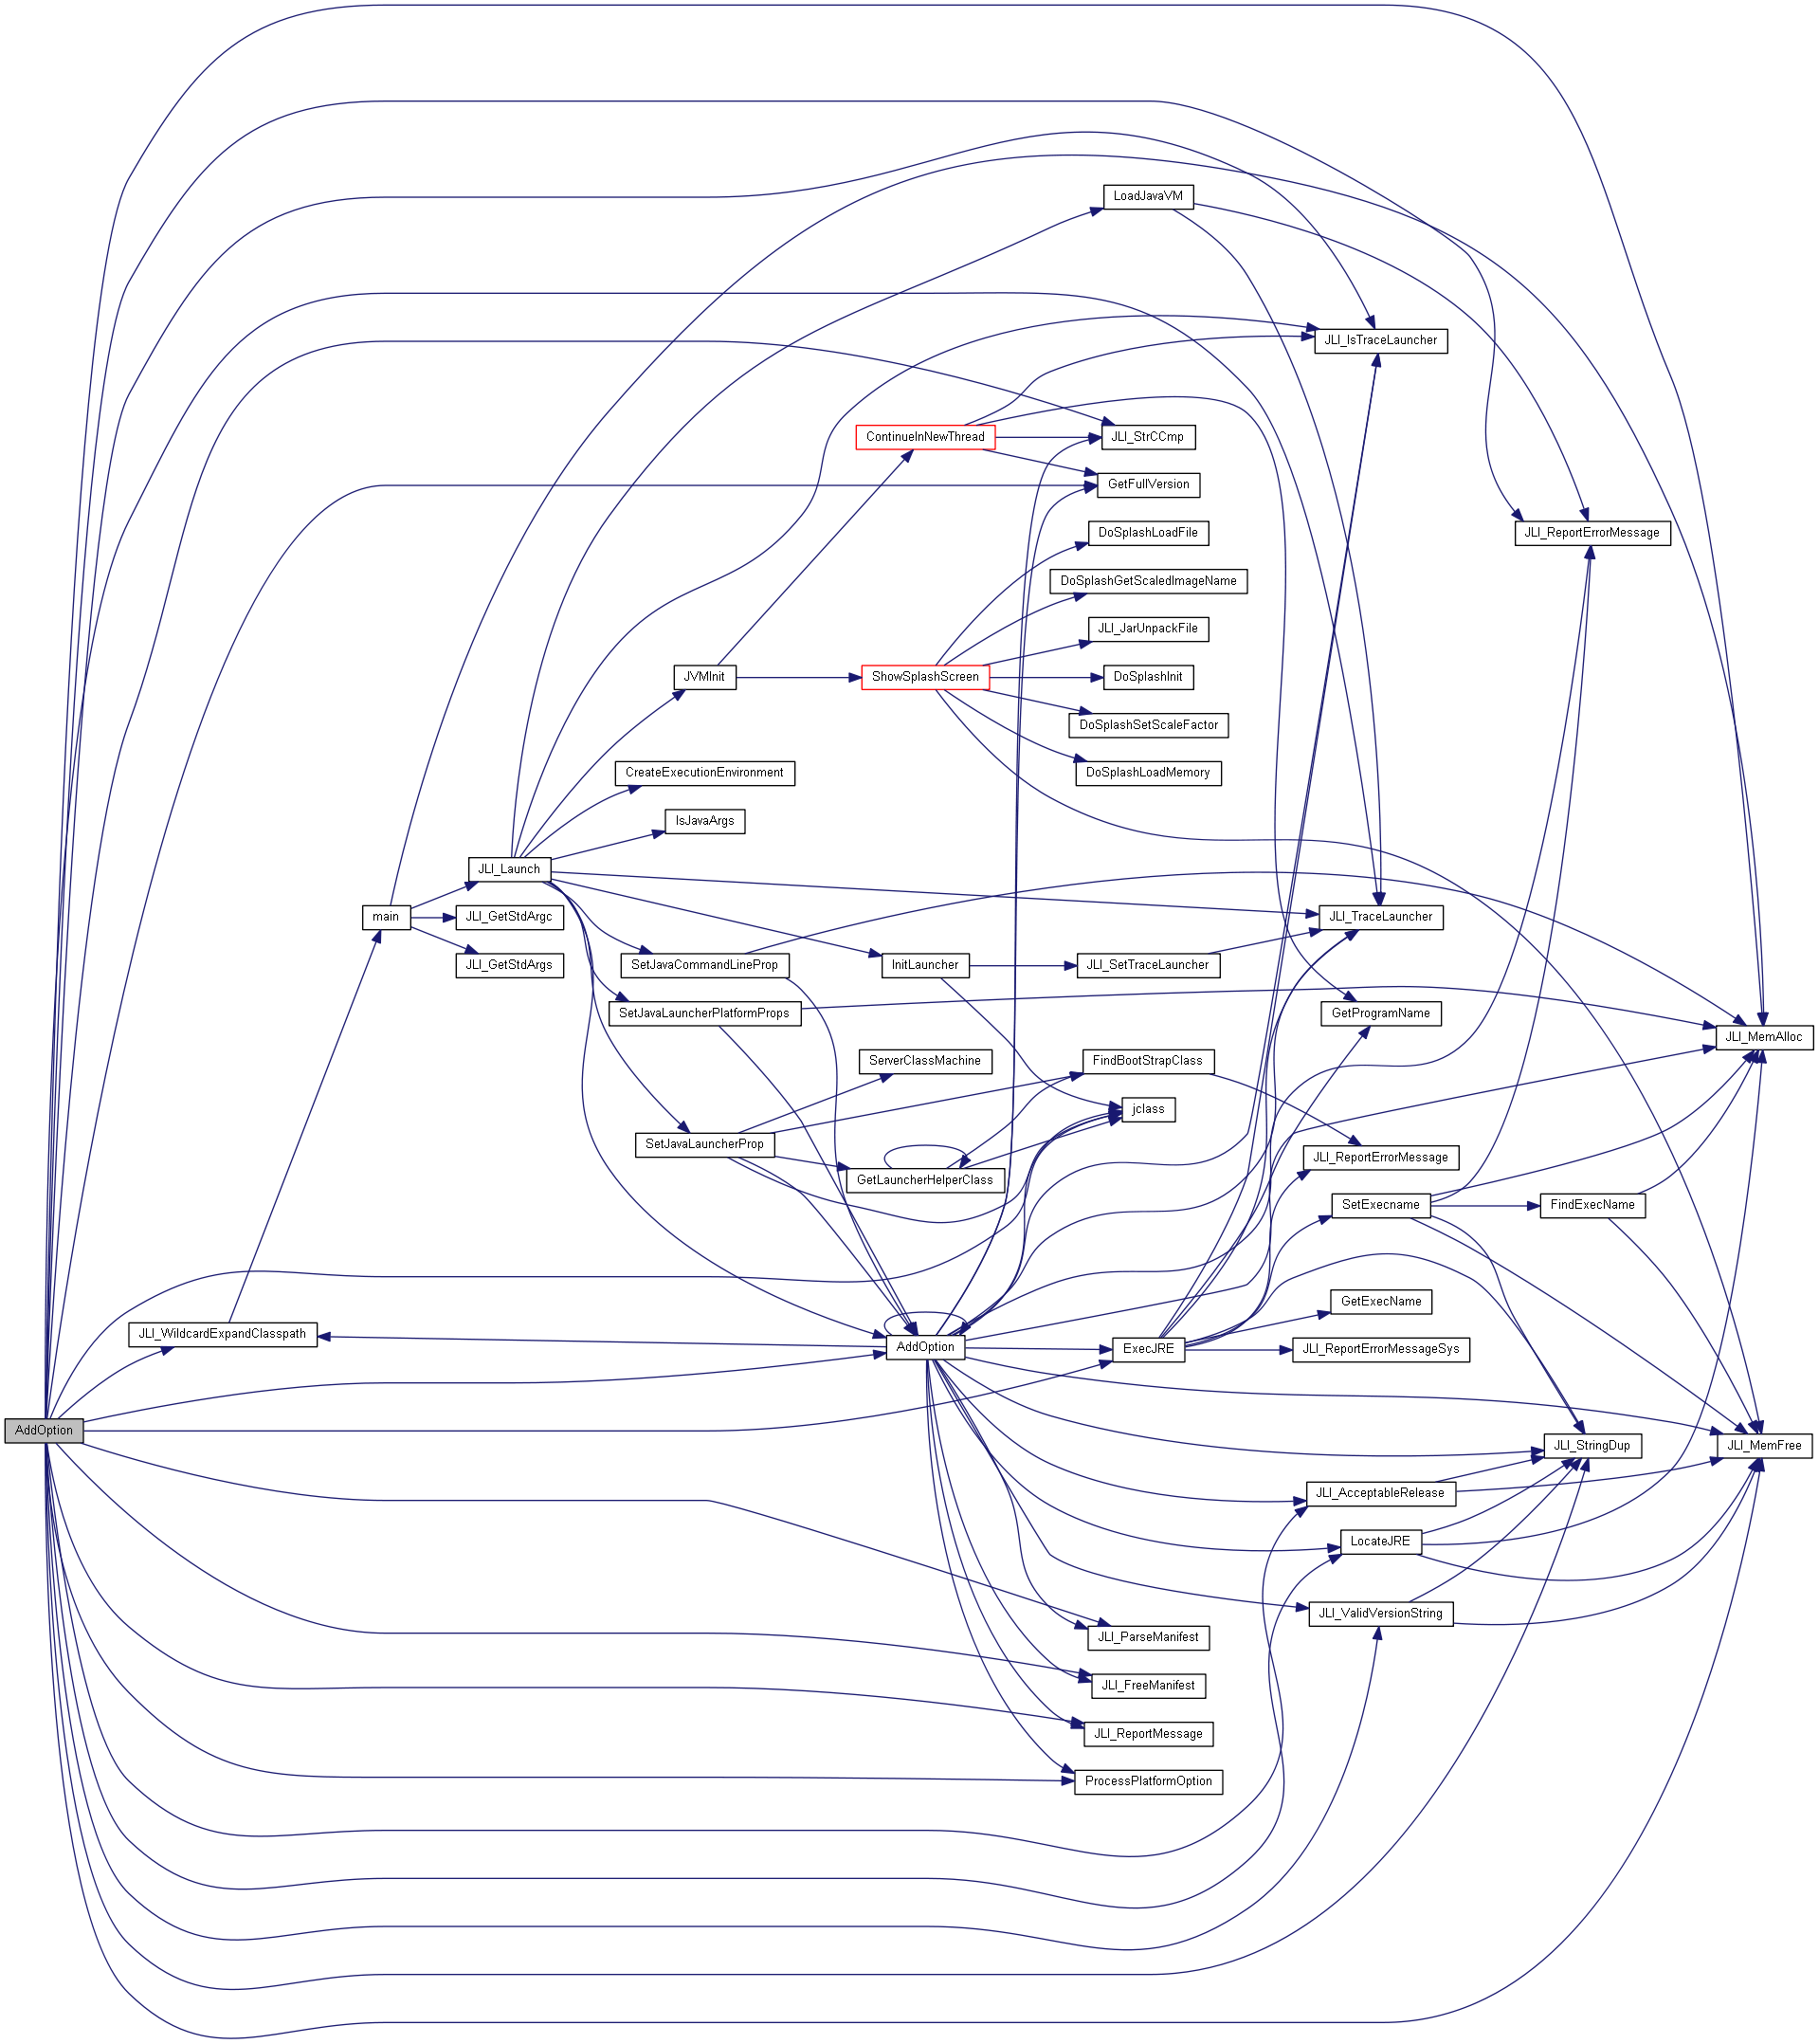 LoadJavaVM
JLI_IsTraceLauncher
ContinueInNewThread
JLI_StrCCmp
GetFullVersion
DoSplashLoadFile
JLI_ReportErrorMessage
DoSplashGetScaledImageName
JLI_JarUnpackFile
JVMInit
ShowSplashScreen
DoSplashInit
DoSplashSetScaleFactor
CreateExecutionEnvironment
DoSplashLoadMemory
IsJavaArgs
JLI_Launch
main
JLI_GetStdArgc
JLI_TraceLauncher
JLI_GetStdArgs
SetJavaCommandLineProp
InitLauncher
JLI_SetTraceLauncher
SetJavaLauncherPlatformProps
GetProgramName
JLI_MemAlloc
ServerClassMachine
FindBootStrapClass
jclass
SetJavaLauncherProp
JLI_ReportErrorMessage
GetLauncherHelperClass
SetExecname
FindExecName
GetExecName
JLI_WildcardExpandClasspath
AddOption
ExecJRE
JLI_ReportErrorMessageSys
AddOption
JLI_StringDup
JLI_MemFree
JLI_AcceptableRelease
LocateJRE
JLI_ValidVersionString
JLI_ParseManifest
JLI_FreeManifest
JLI_ReportMessage
ProcessPlatformOption